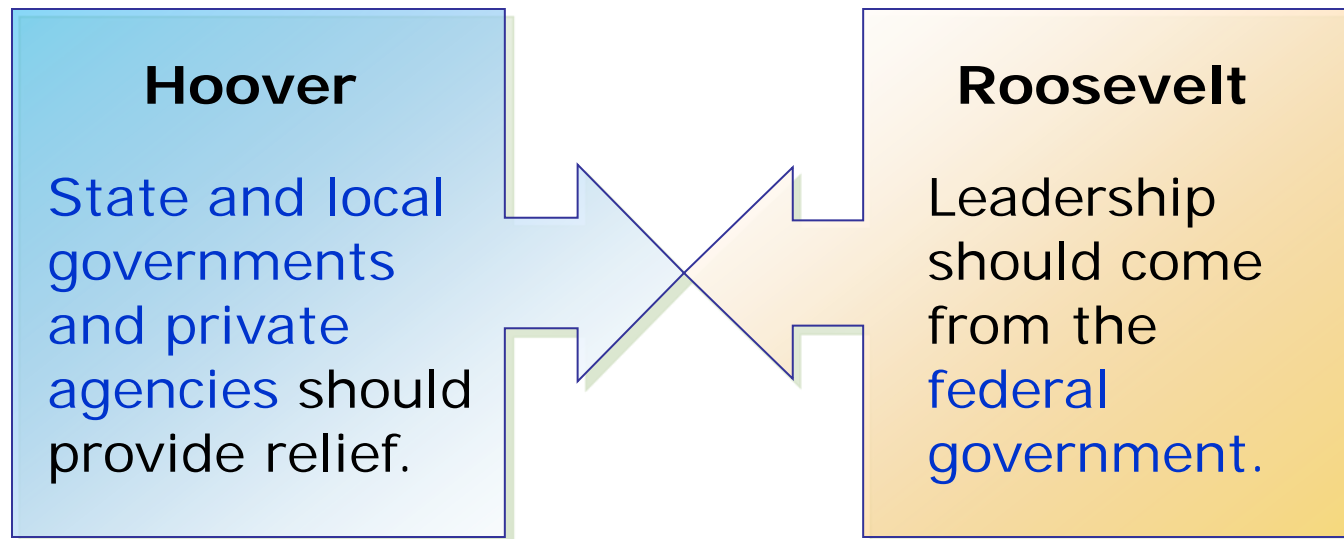 Hoover
State and local
governments
and private
agencies should
provide relief.
Roosevelt
Leadership
should come
from the
federal
government.